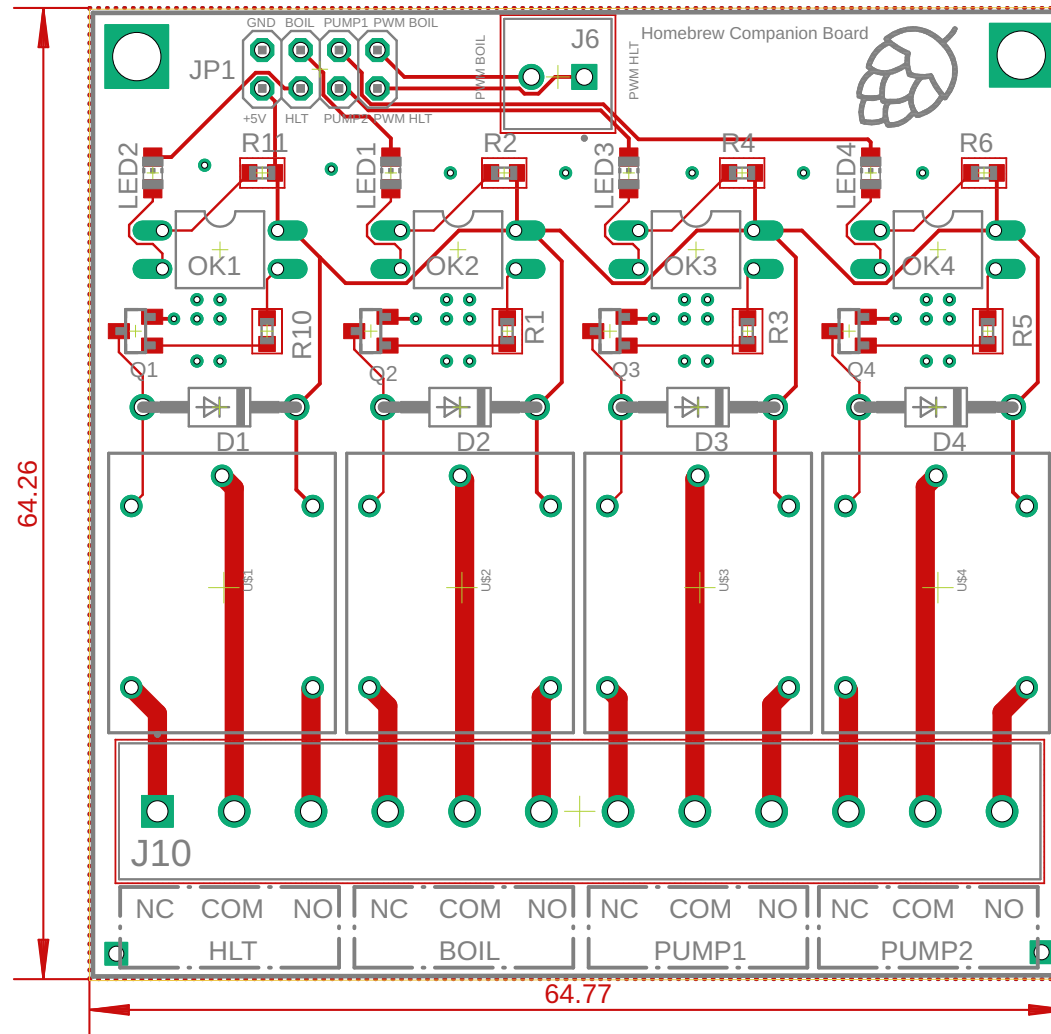 GND BOIL PUMP1 PWM BOIL
JP1
+5V HLT PUMP2 PWM HLT
PWM BOIL
J6
PWM HLT
Homebrew Companion Board
LED2 R11 LED1 R2 LED3 R4 LED4 R6
OK1 OK2 OK3 OK4
R10 R1 R3 R5
Q1 Q2 Q3 Q4
D1 D2 D3 D4
64.26
U$1 U$2 U$3 U$4
J10
NC COM NO NC COM NO NC COM NO NC COM NO
HLT BOIL PUMP1 PUMP2
64.77